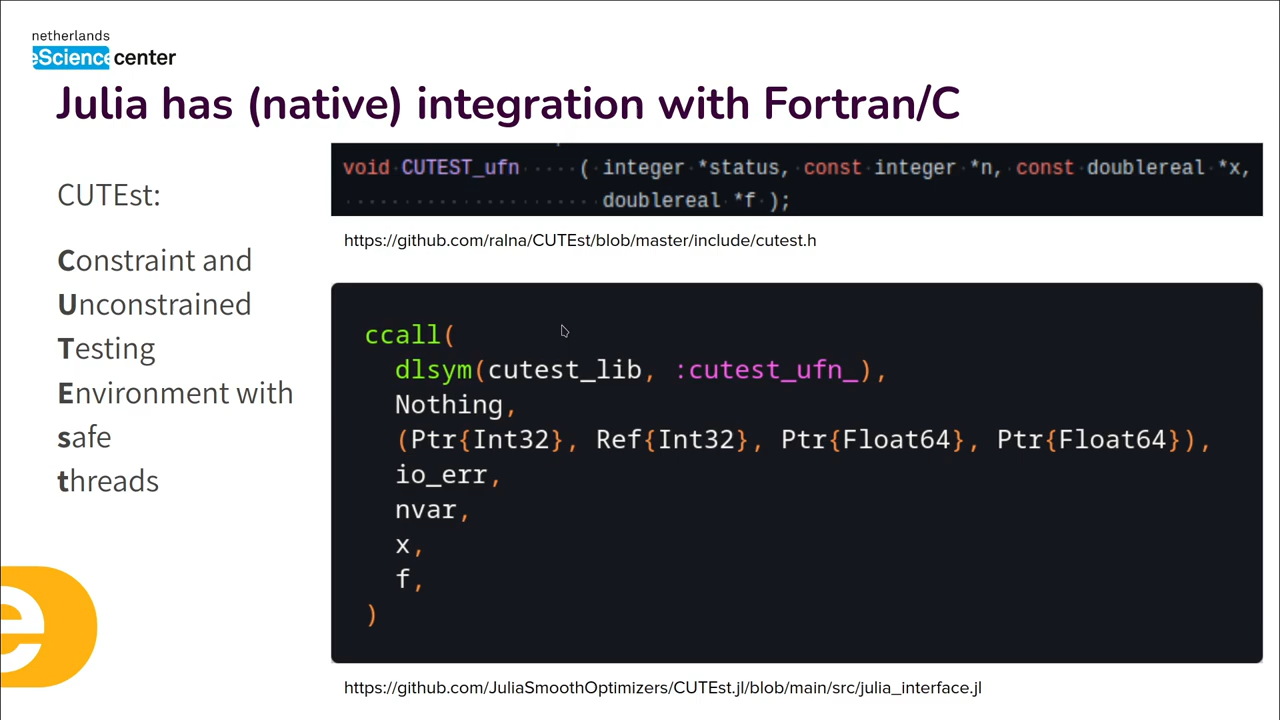 netherlands
eScience center
Julia has (native) integration with Fortran/C
CUTEst:
Constraint and
Unconstrained
Testing
Environment with
safe
threads
void CUTEST_ufn ( integer *status, const integer *n, const doublereal *x,
doublereal *f );
https://github.com/ralna/CUTEst/blob/master/include/cutest.h
ccall(
dlsym(cutest_lib, :cutest_ufn_),
Nothing,
(Ptr{Int32}, Ref{Int32}, Ptr{Float64}, Ptr{Float64}),
io_err,
nvar,
x,
f,
)
https://github.com/JuliaSmoothOptimizers/CUTEst.jl/blob/main/src/julia_interface.jl
e